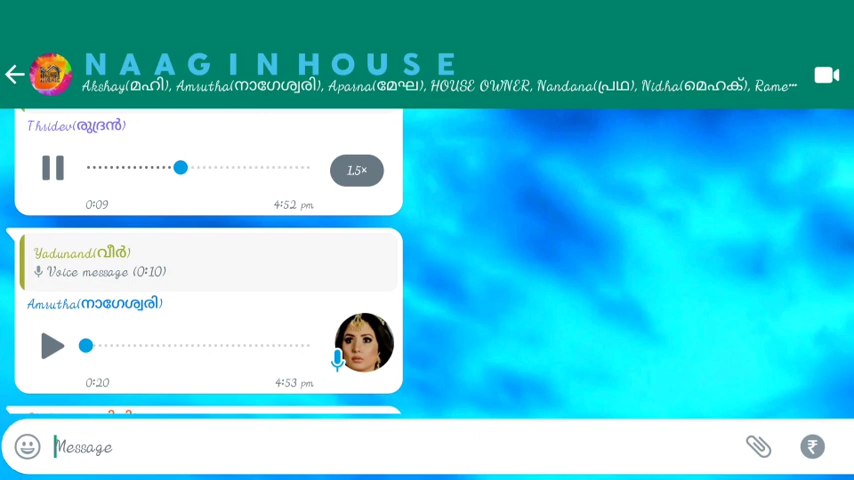 NAAGIN HOUSE
Akshay(മഹി), Amrutha(നാഗേശ്വരി), Aparna(മേഘ), HOUSE OWNER, Nandana(പ്രഥ), Nidha(മെഹക്), Rame...
Thridev(രുദ്രൻ)
1.5×
0:09 4:52 pm
Yadunand(വീർ)
Voice message (0:10)
Amrutha(നാഗേശ്വരി)
0:20 4:53 pm
Message
₹